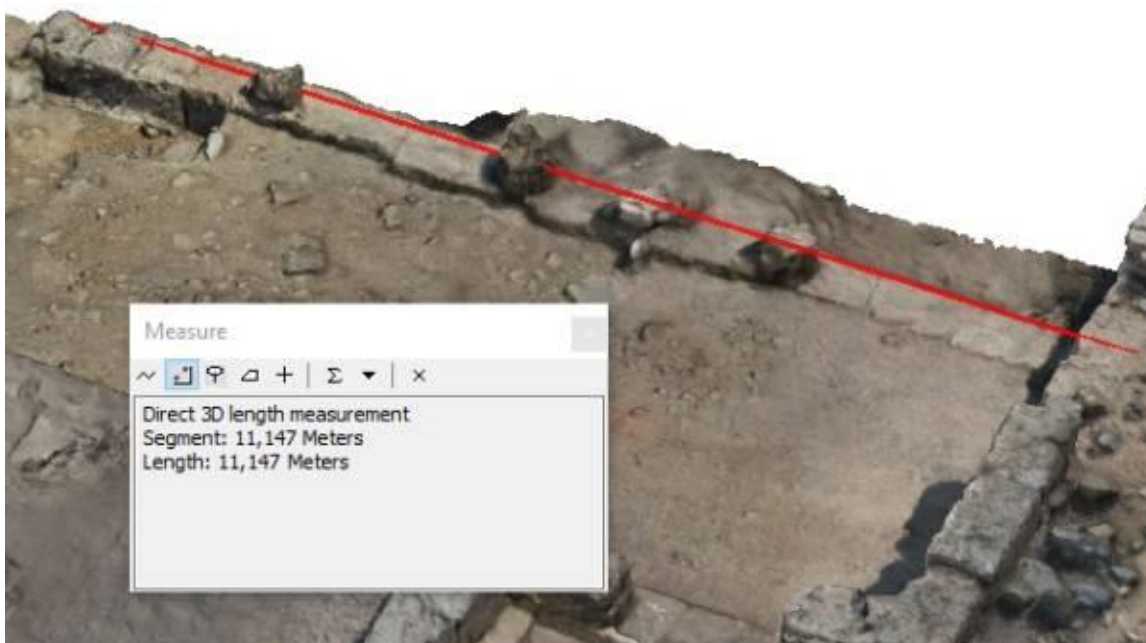 Measure
Direct 3D length measurement
Segment: 11,147 Meters
Length: 11,147 Meters